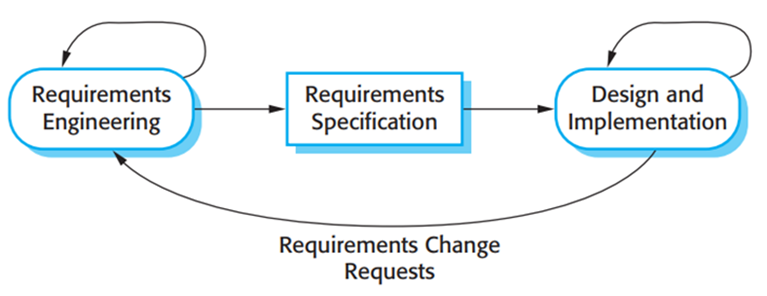 Requirements
Engineering
Requirements
Specification
Design and
Implementation
Requirements Change
Requests